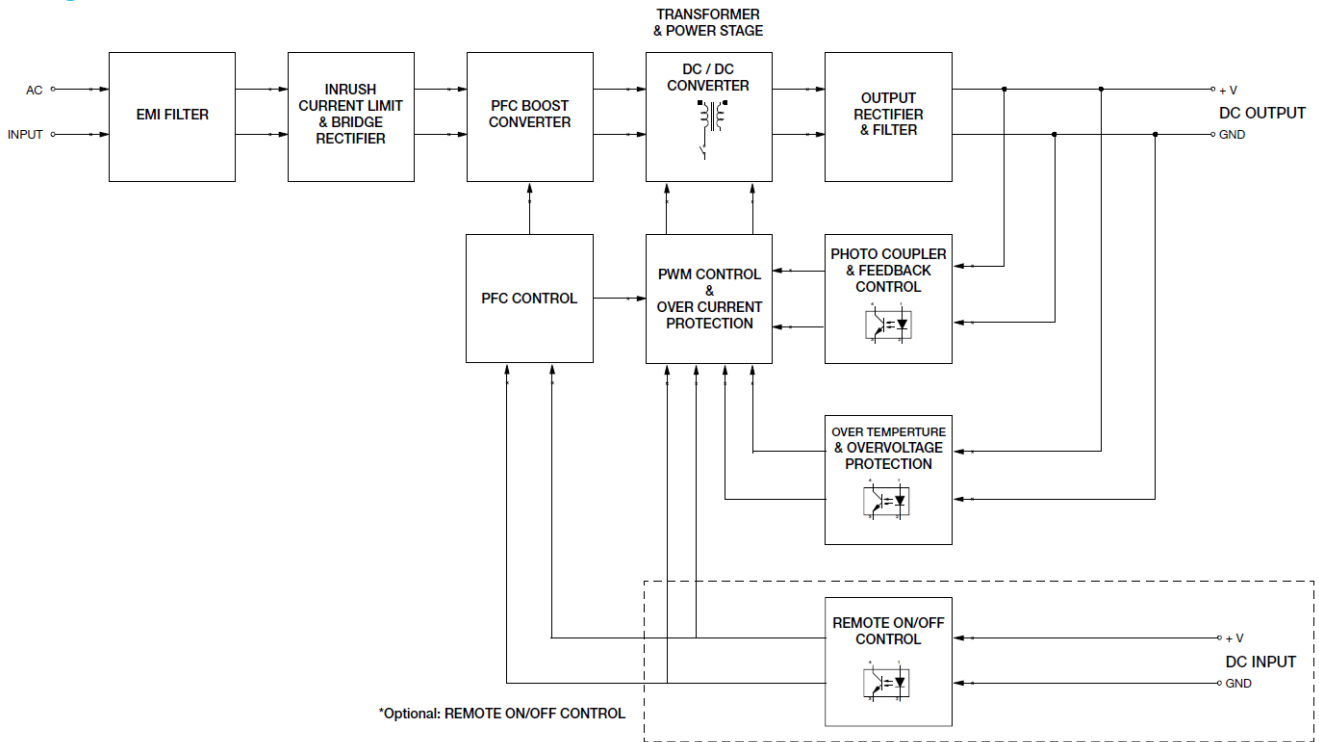 TRANSFORMER
& POWER STAGE
AC
INPUT
EMI FILTER
INRUSH
CURRENT LIMIT
& BRIDGE
RECTIFIER
PFC BOOST
CONVERTER
DC / DC
CONVERTER
OUTPUT
RECTIFIER
& FILTER
+ V
DC OUTPUT
GND
PFC CONTROL
PWM CONTROL
&
OVER CURRENT
PROTECTION
PHOTO COUPLER
& FEEDBACK
CONTROL
OVER TEMPERTURE
& OVERVOLTAGE
PROTECTION
REMOTE ON/OFF
CONTROL
+ V
DC INPUT
GND
*Optional: REMOTE ON/OFF CONTROL